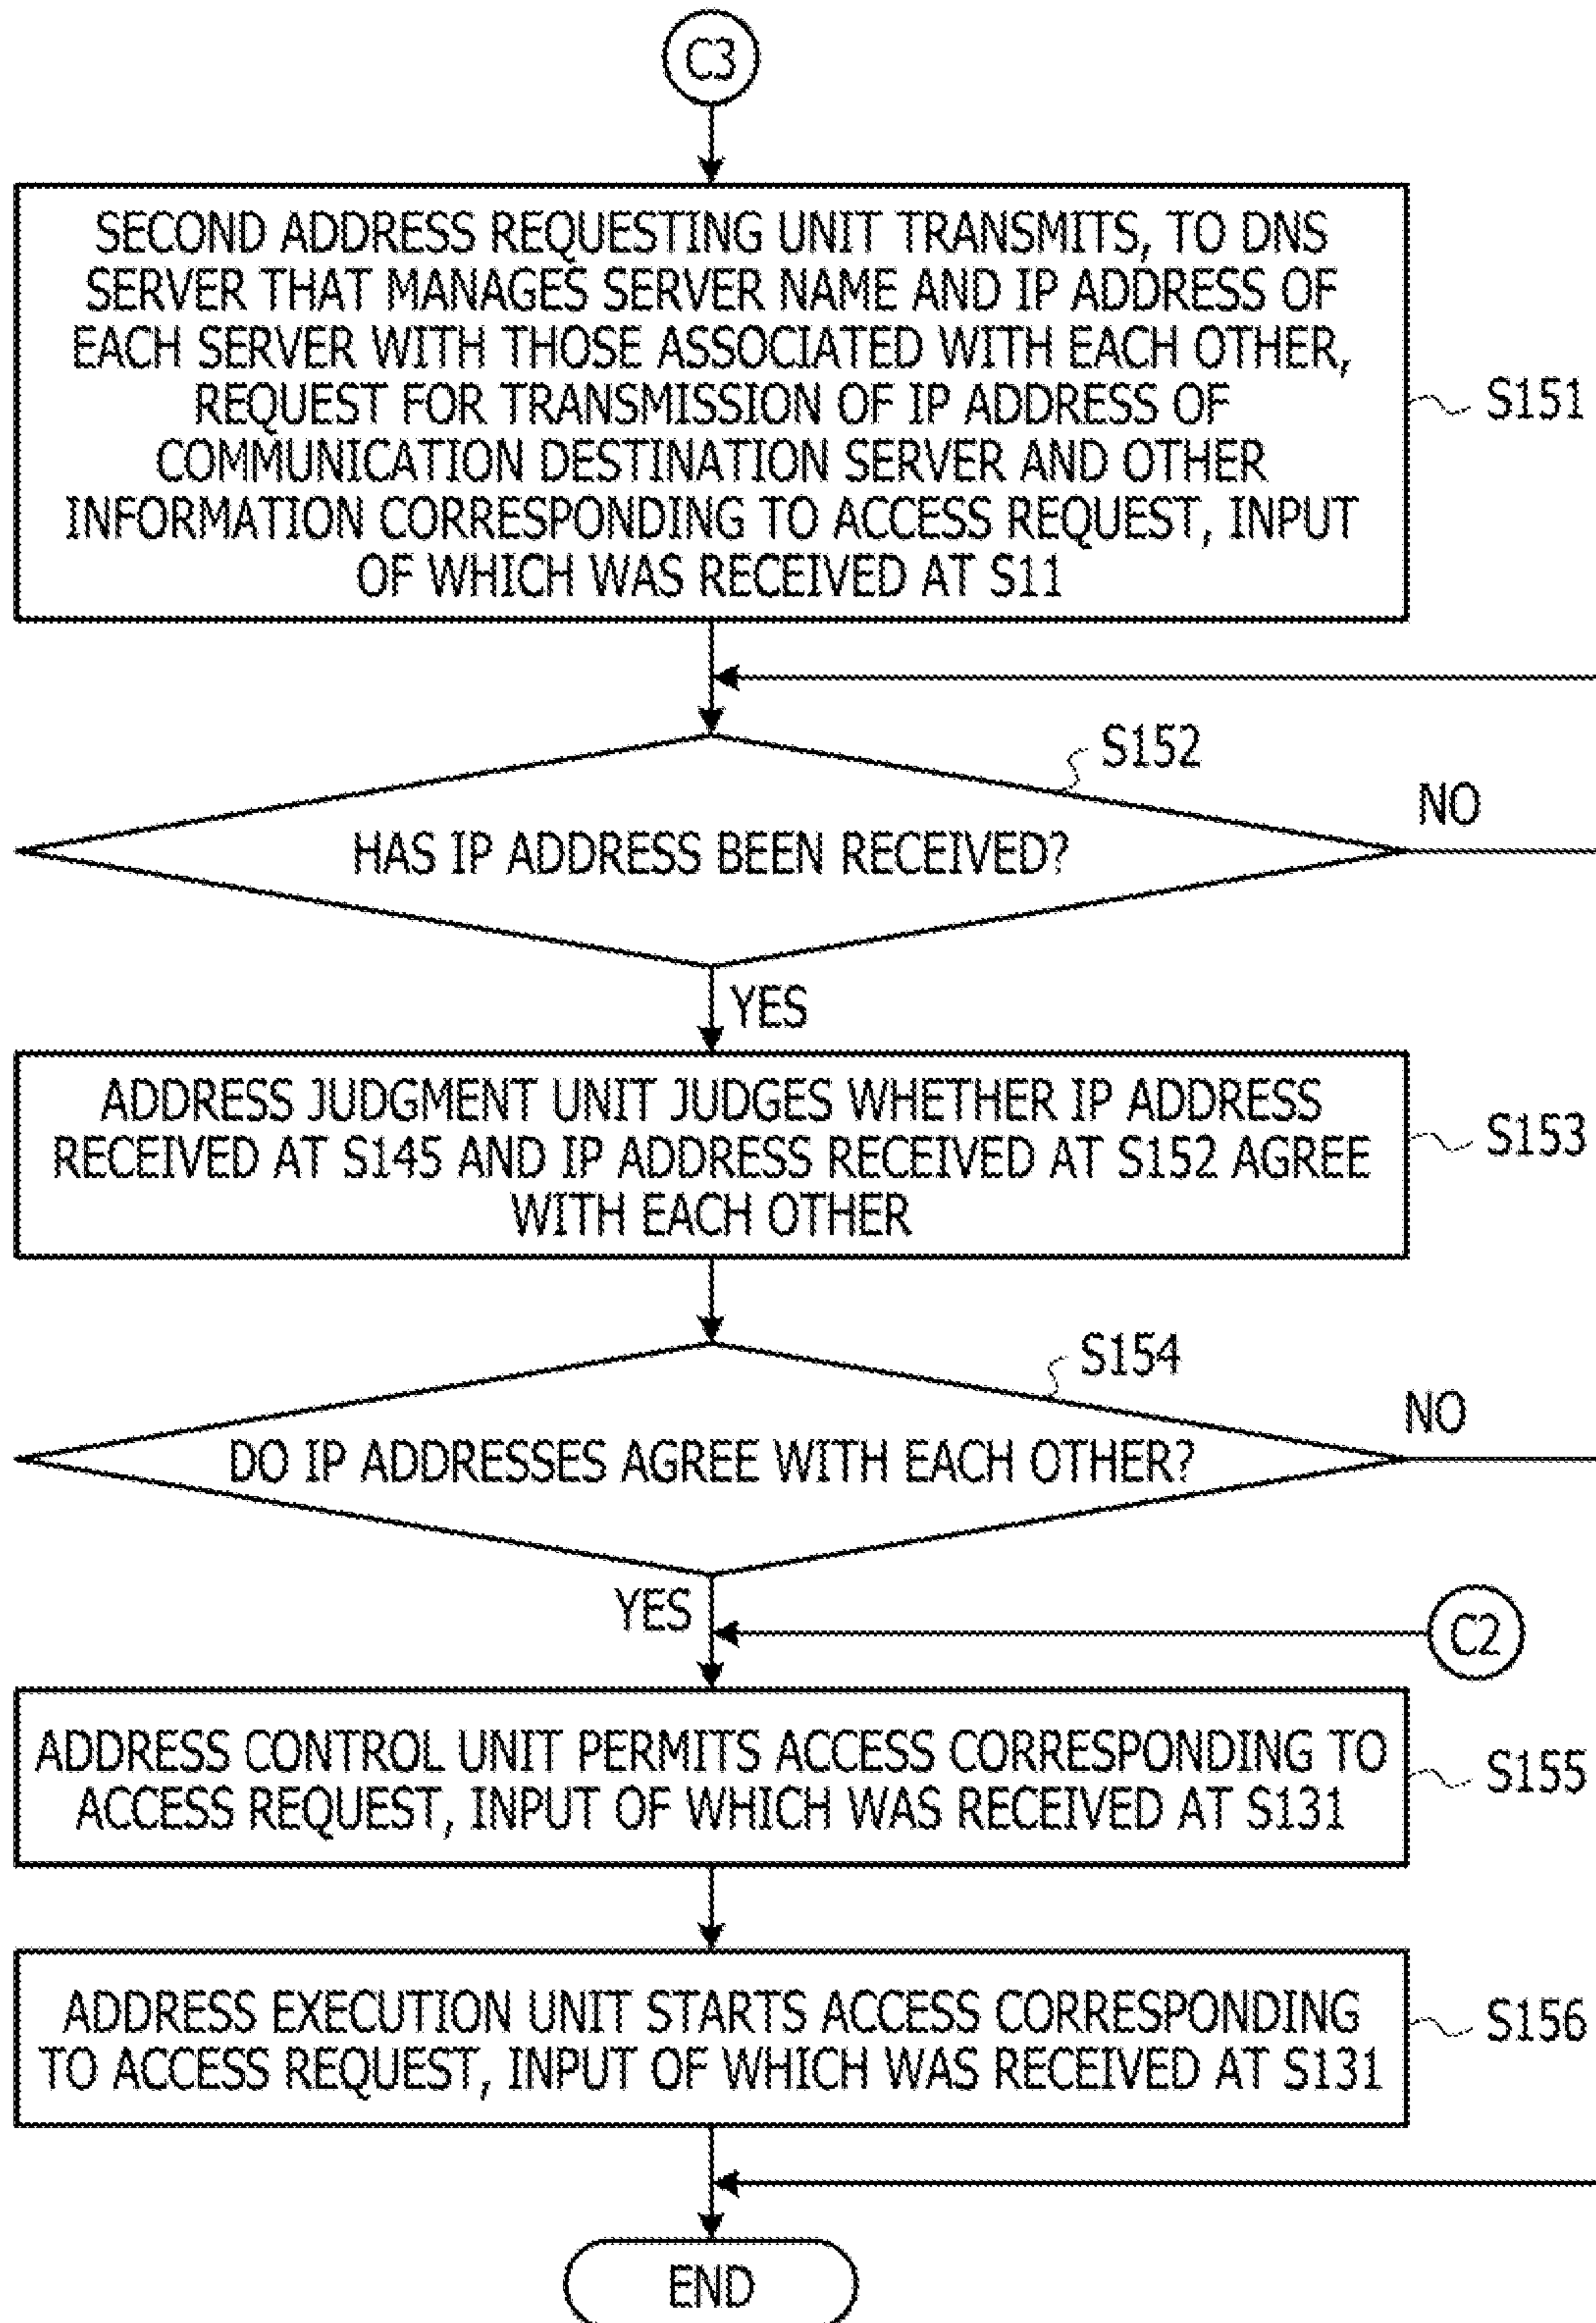 C3
SECOND ADDRESS REQUESTING UNIT TRANSMITS, TO DNS
SERVER THAT MANAGES SERVER NAME AND IP ADDRESS OF
EACH SERVER WITH THOSE ASSOCIATED WITH EACH OTHER,
REQUEST FOR TRANSMISSION OF IP ADDRESS OF
COMMUNICATION DESTINATION SERVER AND OTHER
INFORMATION CORRESPONDING TO ACCESS REQUEST, INPUT
OF WHICH WAS RECEIVED AT S11
S151
S152
NO
HAS IP ADDRESS BEEN RECEIVED?
YES
ADDRESS JUDGMENT UNIT JUDGES WHETHER IP ADDRESS
RECEIVED AT S145 AND IP ADDRESS RECEIVED AT S152 AGREE
WITH EACH OTHER
S153
S154
NO
DO IP ADDRESSES AGREE WITH EACH OTHER?
YES
C2
ADDRESS CONTROL UNIT PERMITS ACCESS CORRESPONDING TO
ACCESS REQUEST, INPUT OF WHICH WAS RECEIVED AT S131
S155
ADDRESS EXECUTION UNIT STARTS ACCESS CORRESPONDING
TO ACCESS REQUEST, INPUT OF WHICH WAS RECEIVED AT S131
S156
END